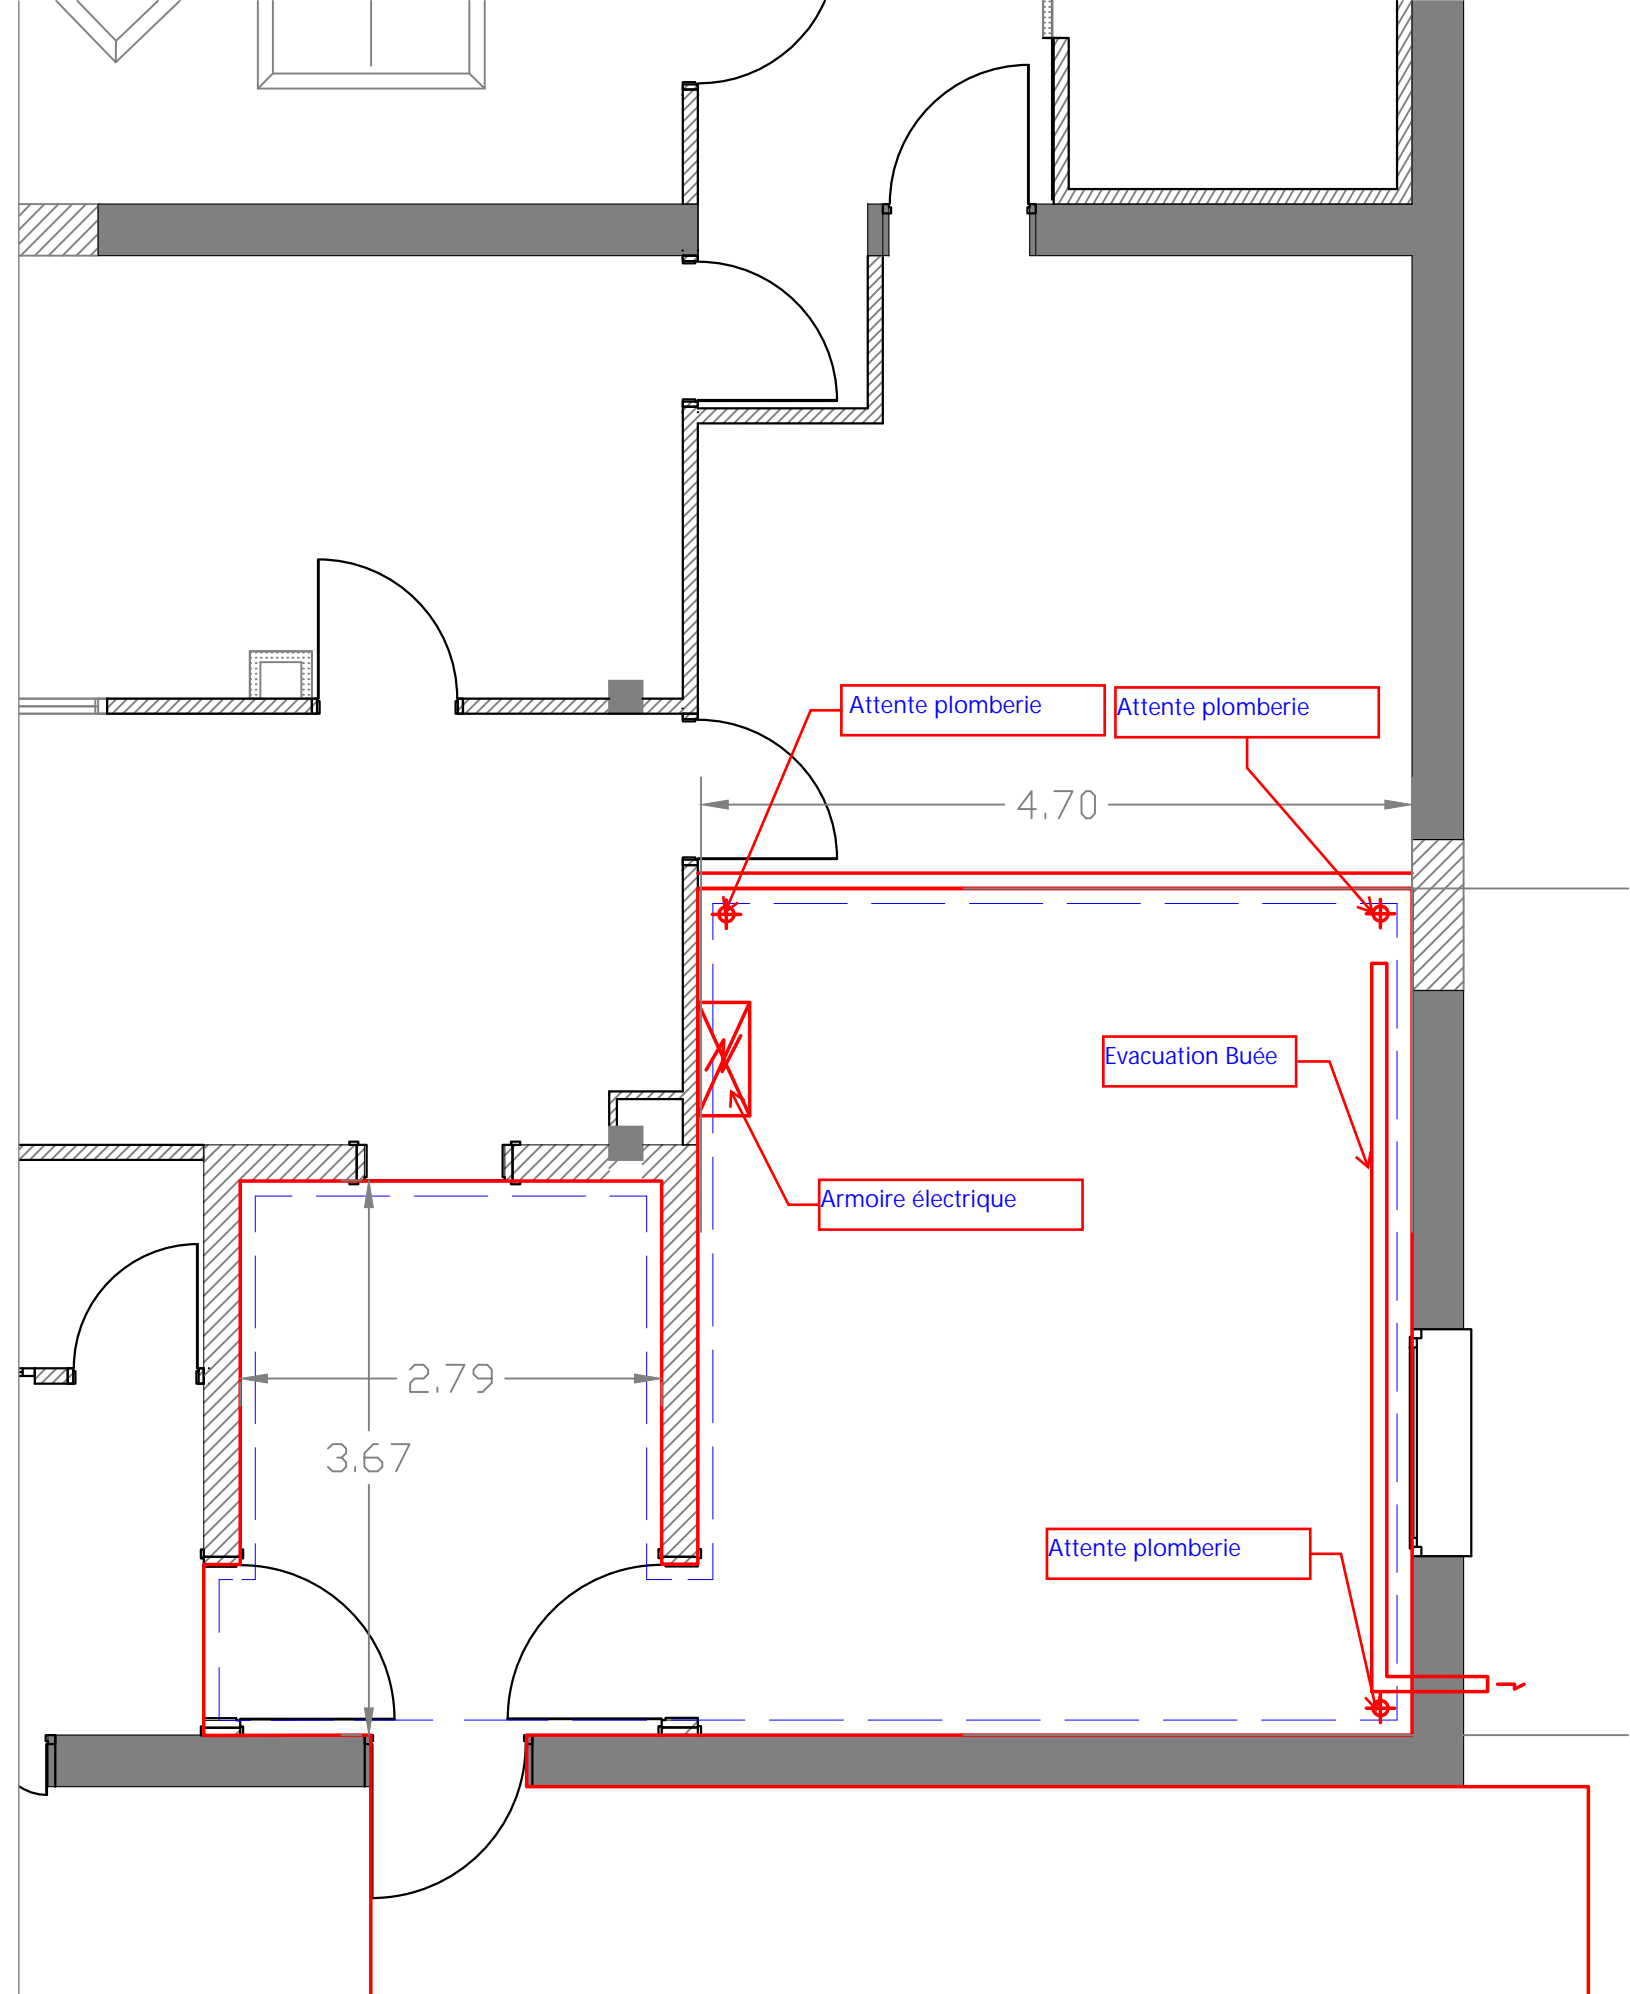 Attente plomberie
Attente plomberie
4.70
Evacuation Buée
Armoire électrique
2.79
3.67
Attente plomberie